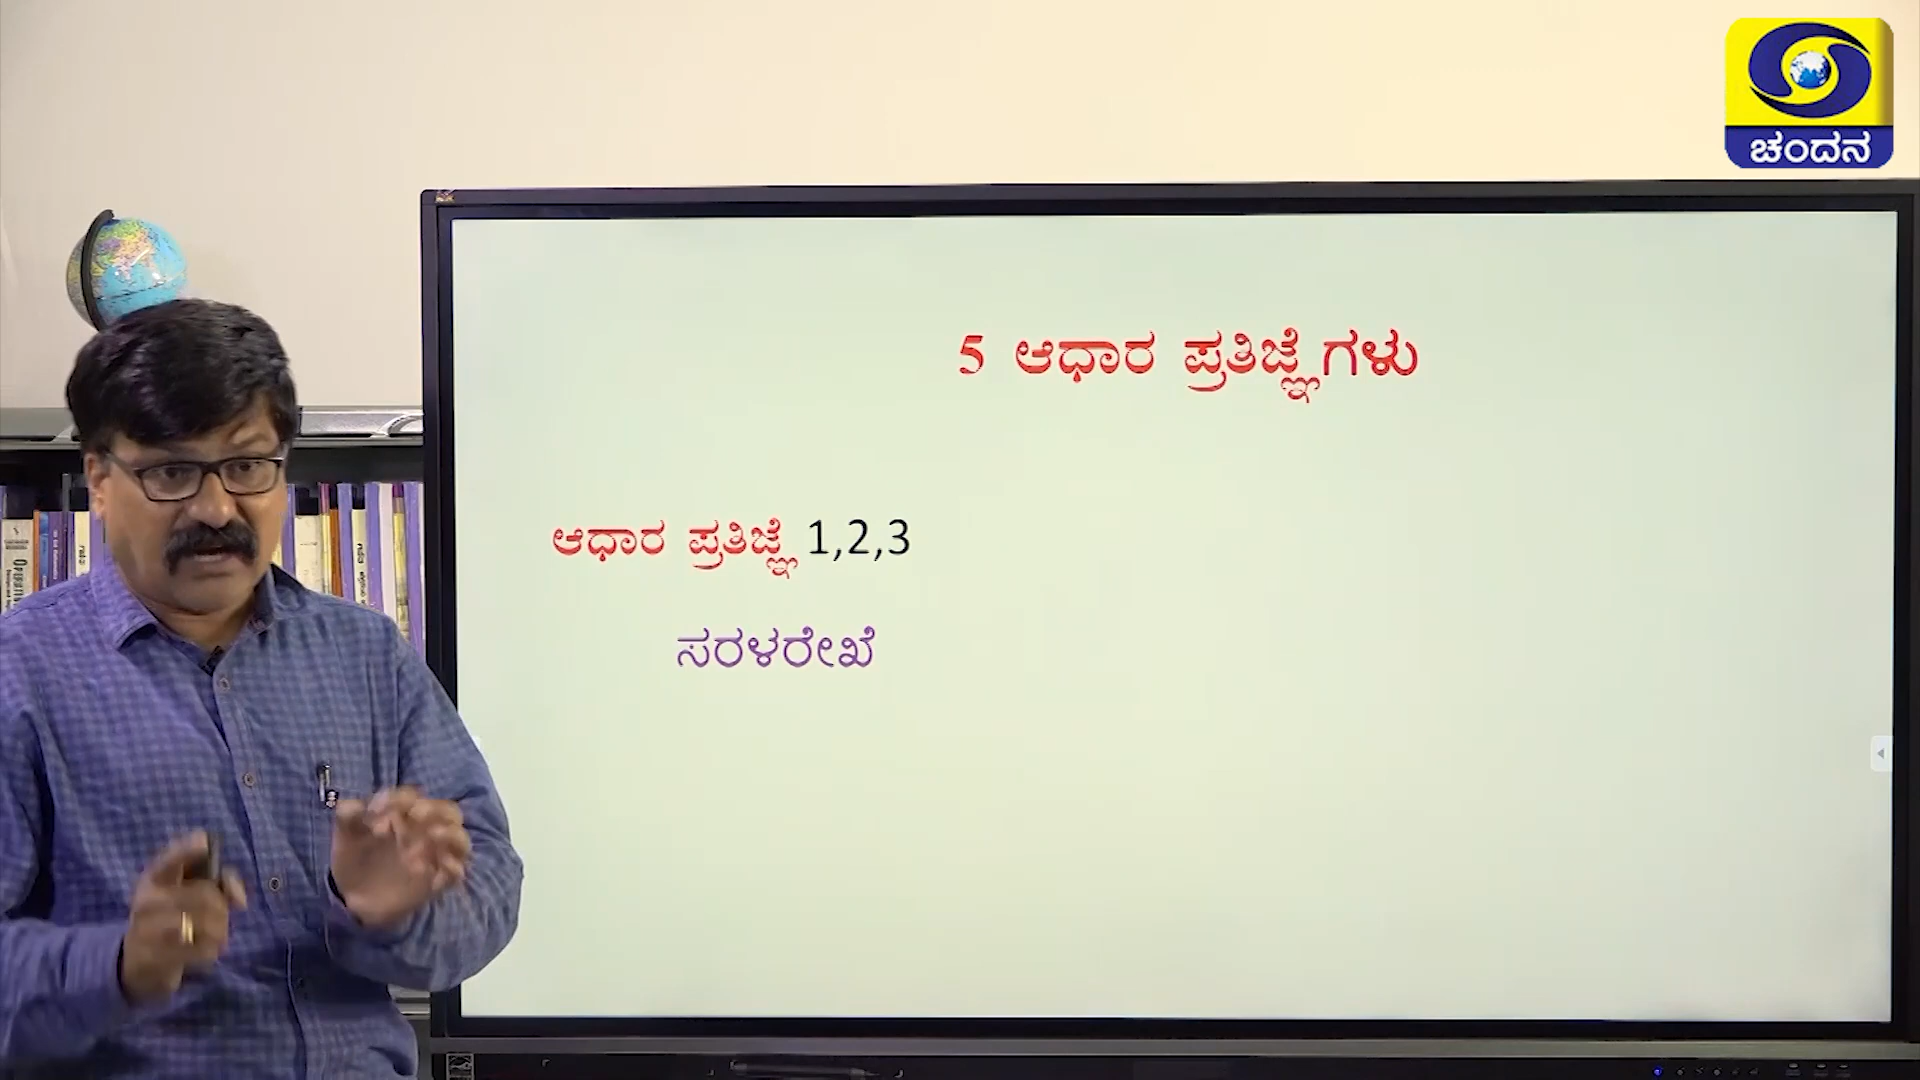 ಚಂದನ
5 ಆಧಾರ ಪ್ರತಿಜ್ಞೆಗಳು
ಆಧಾರ ಪ್ರತಿಜ್ಞೆ 1,2,3
ಸರಳರೇಖೆ